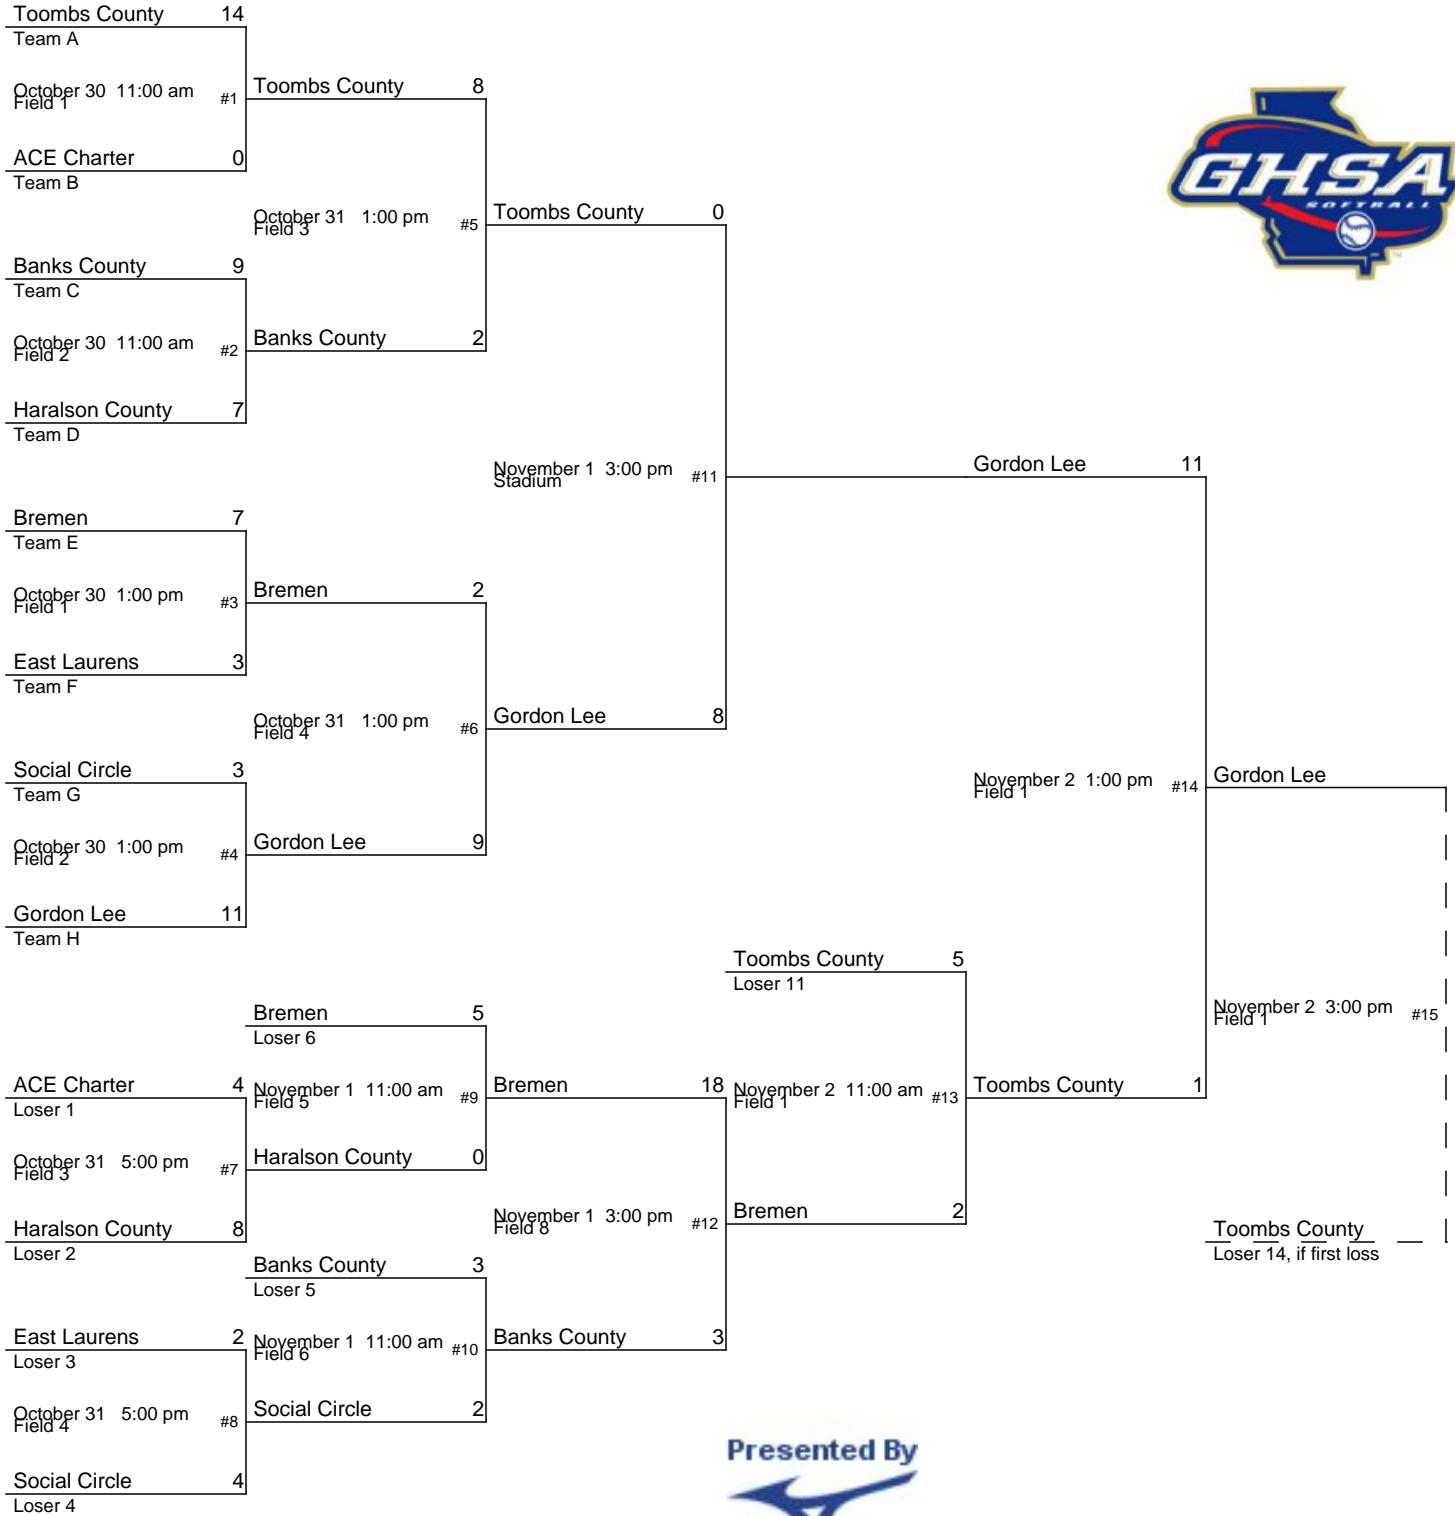 Toombs County 14
Team A
October 30 11:00 am
Field 1
#1
ACE Charter 0
Team B
Banks County 9
Team C
October 30 11:00 am
Field 2
#2
Haralson County 7
Team D
Bremen 7
Team E
October 30 1:00 pm
Field 1
#3
East Laurens 3
Team F
Social Circle 3
Team G
October 30 1:00 pm
Field 2
#4
Gordon Lee 11
Team H
ACE Charter 4
Loser 1
October 31 5:00 pm
Field 3
#7
Haralson County 8
Loser 2
East Laurens 2
Loser 3
October 31 5:00 pm
Field 4
#8
Social Circle 4
Loser 4
Toombs County 8
October 31 1:00 pm
Field 3
#5
Banks County 2
Bremen 2
October 31 1:00 pm
Field 4
#6
Gordon Lee 9
Bremen 5
Loser 6
November 1 11:00 am
Field 5
#9
Haralson County 0
Banks County 3
Loser 5
November 1 11:00 am
Field 6
#10
Social Circle 2
Toombs County 0
November 1 3:00 pm
Stadium
#11
Gordon Lee 8
Bremen 18
November 1 3:00 pm
Field 8
#12
Banks County 3
Toombs County 5
Loser 11
November 2 11:00 am
Field 1
#13
Bremen 2
Gordon Lee 11
November 2 1:00 pm
Field 1
#14
Toombs County 1
Gordon Lee
November 2 3:00 pm
Field 1
#15
Toombs County
Loser 14, if first loss
GHSA
SOFTBALL
TM
Presented By